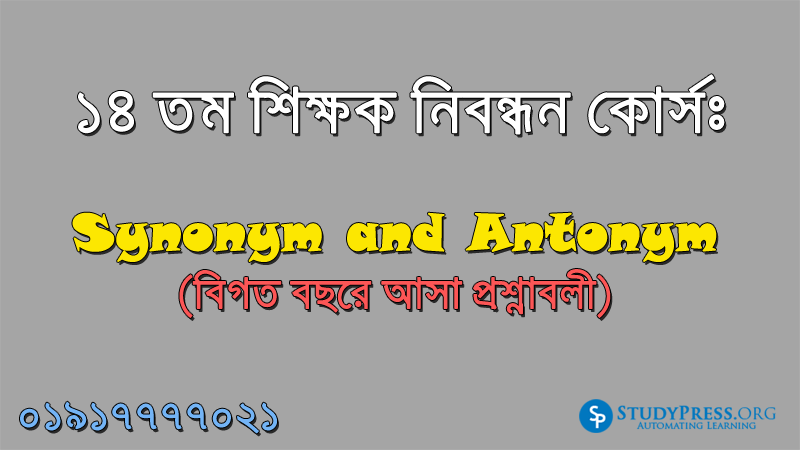 ১৪ তম শিক্ষক নিবন্ধন কোর্সঃ
Synonym and Antonym
(বিগত বছরে আসা প্রশ্নাবলী)
০১৯১৭৭৭৭০২১
SP STUDYPRESS.ORG
AUTOMATING LEARNING